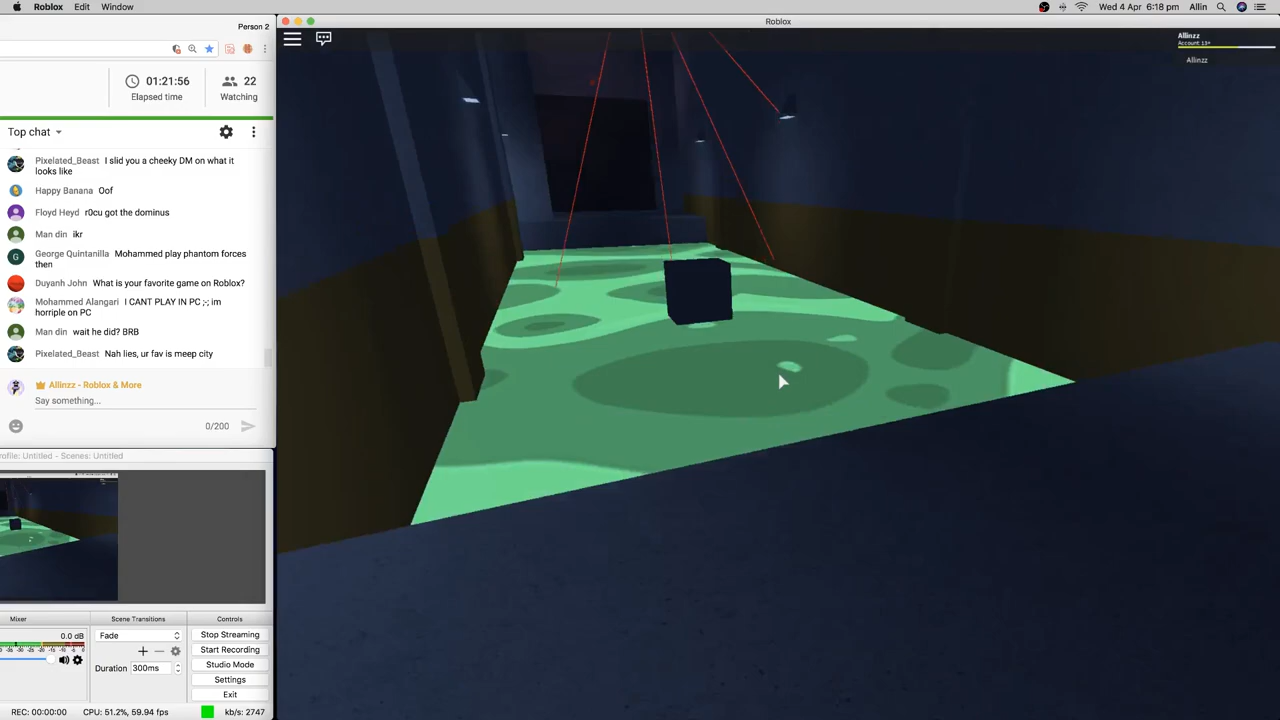 Roblox Edit Window
Wed 4 Apr 6:18 pm Allin
Person 2
Roblox
Allinzz
Account: 13+
Allinzz
01:21:56
Elapsed time
22
Watching
Top chat
Pixelated_Beast I slid you a cheeky DM on what it
looks like
Happy Banana Oof
Floyd Heyd r0cu got the dominus
Man din ikr
George Quintanilla Mohammed play phantom forces
then
Duyanh John What is your favorite game on Roblox?
Mohammed Alangari I CANT PLAY IN PC ;-; im
horriple on PC
Man din wait he did? BRB
Pixelated_Beast Nah lies, ur fav is meep city
Allinzz - Roblox & More
Say something...
0/200
rofile: Untitled - Scenes: Untitled
Mixer
Scene Transitions
Controls
0.0 dB
Fade
Duration 300ms
Stop Streaming
Start Recording
Studio Mode
Settings
Exit
REC: 00:00:00 CPU: 51.2%, 59.94 fps kb/s: 2747